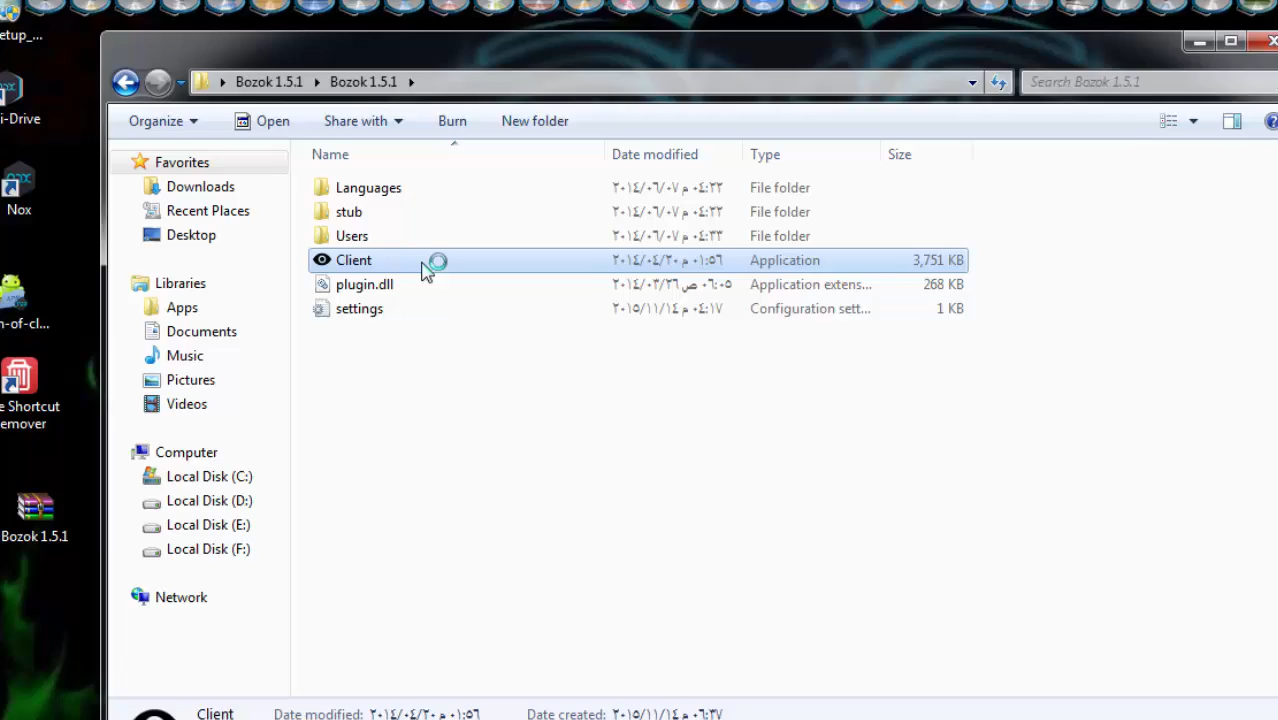 etup_...
i-Drive
Nox
n-of-cl...
e Shortcut
emover
Bozok 1.5.1
Bozok 1.5.1 Bozok 1.5.1
Search Bozok 1.5.1
Organize Open Share with Burn New folder
Favorites
Downloads
Recent Places
Desktop
Libraries
Apps
Documents
Music
Pictures
Videos
Computer
Local Disk (C:)
Local Disk (D:)
Local Disk (E:)
Local Disk (F:)
Network
Name Date modified Type Size
Languages ٢٠١٤/٠٦/٠٧ م ٠٤:٣٢ File folder
stub ٢٠١٤/٠٦/٠٧ م ٠٤:٣٢ File folder
Users ٢٠١٤/٠٦/٠٧ م ٠٤:٣٣ File folder
Client ٢٠١٤/٠٤/٢٠ م ٠١:٥٦ Application 3,751 KB
plugin.dll ٢٠١٤/٠٣/٢٦ ص ٠٦:٠٥ Application extens... 268 KB
settings ٢٠١٥/١١/١٤ م ٠٤:١٧ Configuration sett... 1 KB
Client Date modified: ٢٠١٤/٠٤/٢٠ م ٠١:٥٦ Date created: ٢٠١٥/١١/١٤ م ٠٦:٣٧